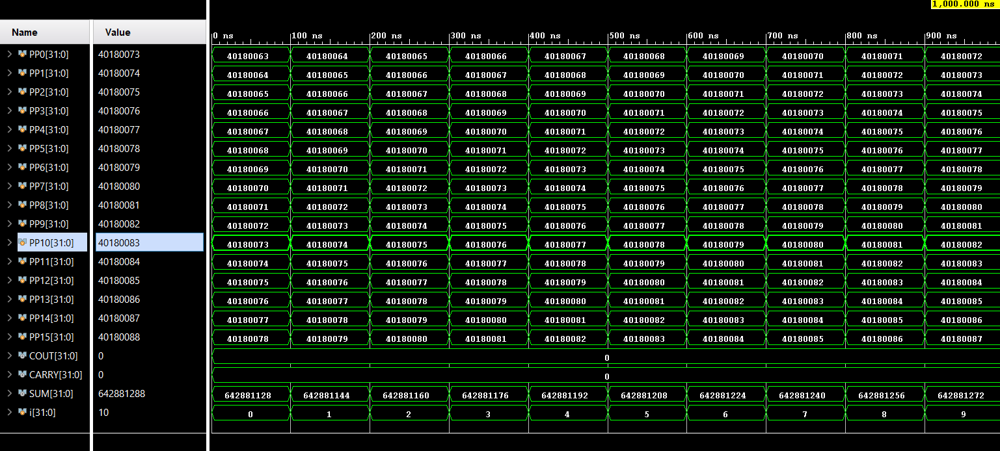 1,000.000 ns
Name Value 0 ns 100 ns 200 ns 300 ns 400 ns 500 ns 600 ns 700 ns 800 ns 900 ns
PP0[31:0] 40180073 40180063 40180064 40180065 40180066 40180067 40180068 40180069 40180070 40180071 40180072
PP1[31:0] 40180074 40180064 40180065 40180066 40180067 40180068 40180069 40180070 40180071 40180072 40180073
PP2[31:0] 40180075 40180065 40180066 40180067 40180068 40180069 40180070 40180071 40180072 40180073 40180074
PP3[31:0] 40180076 40180066 40180067 40180068 40180069 40180070 40180071 40180072 40180073 40180074 40180075
PP4[31:0] 40180077 40180067 40180068 40180069 40180070 40180071 40180072 40180073 40180074 40180075 40180076
PP5[31:0] 40180078 40180068 40180069 40180070 40180071 40180072 40180073 40180074 40180075 40180076 40180077
PP6[31:0] 40180079 40180069 40180070 40180071 40180072 40180073 40180074 40180075 40180076 40180077 40180078
PP7[31:0] 40180080 40180070 40180071 40180072 40180073 40180074 40180075 40180076 40180077 40180078 40180079
PP8[31:0] 40180081 40180071 40180072 40180073 40180074 40180075 40180076 40180077 40180078 40180079 40180080
PP9[31:0] 40180082 40180072 40180073 40180074 40180075 40180076 40180077 40180078 40180079 40180080 40180081
PP10[31:0] 40180083 40180073 40180074 40180075 40180076 40180077 40180078 40180079 40180080 40180081 40180082
PP11[31:0] 40180084 40180074 40180075 40180076 40180077 40180078 40180079 40180080 40180081 40180082 40180083
PP12[31:0] 40180085 40180075 40180076 40180077 40180078 40180079 40180080 40180081 40180082 40180083 40180084
PP13[31:0] 40180086 40180076 40180077 40180078 40180079 40180080 40180081 40180082 40180083 40180084 40180085
PP14[31:0] 40180087 40180077 40180078 40180079 40180080 40180081 40180082 40180083 40180084 40180085 40180086
PP15[31:0] 40180088 40180078 40180079 40180080 40180081 40180082 40180083 40180084 40180085 40180086 40180087
COUT[31:0] 0 0
CARRY[31:0] 0 0
SUM[31:0] 642881288 642881128 642881144 642881160 642881176 642881192 642881208 642881224 642881240 642881256 642881272
i[31:0] 10 0 1 2 3 4 5 6 7 8 9